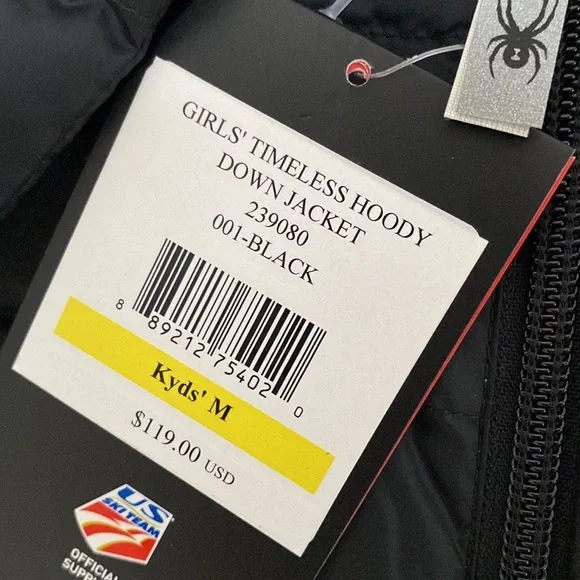 GIRLS' TIMELESS HOODY
DOWN JACKET
239080
001-BLACK
8 89212 75402 0
Kyds' M
$119.00 USD
US
SKI TEAM
OFFICIAL